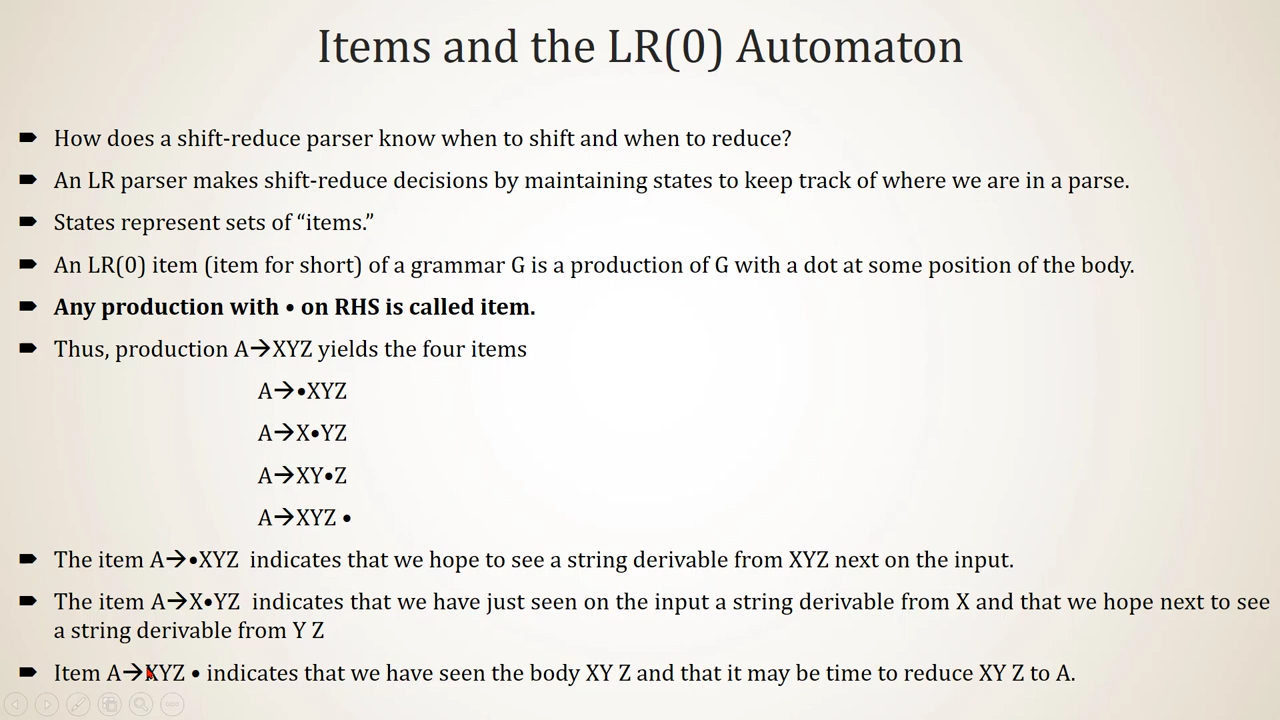 Items and the LR(0) Automaton
How does a shift-reduce parser know when to shift and when to reduce?
An LR parser makes shift-reduce decisions by maintaining states to keep track of where we are in a parse.
States represent sets of “items.”
An LR(0) item (item for short) of a grammar G is a production of G with a dot at some position of the body.
Any production with • on RHS is called item.
Thus, production A→XYZ yields the four items
A→•XYZ
A→X•YZ
A→XY•Z
A→XYZ •
The item A→•XYZ indicates that we hope to see a string derivable from XYZ next on the input.
The item A→X•YZ indicates that we have just seen on the input a string derivable from X and that we hope next to see
a string derivable from Y Z
Item A→XYZ • indicates that we have seen the body XY Z and that it may be time to reduce XY Z to A.